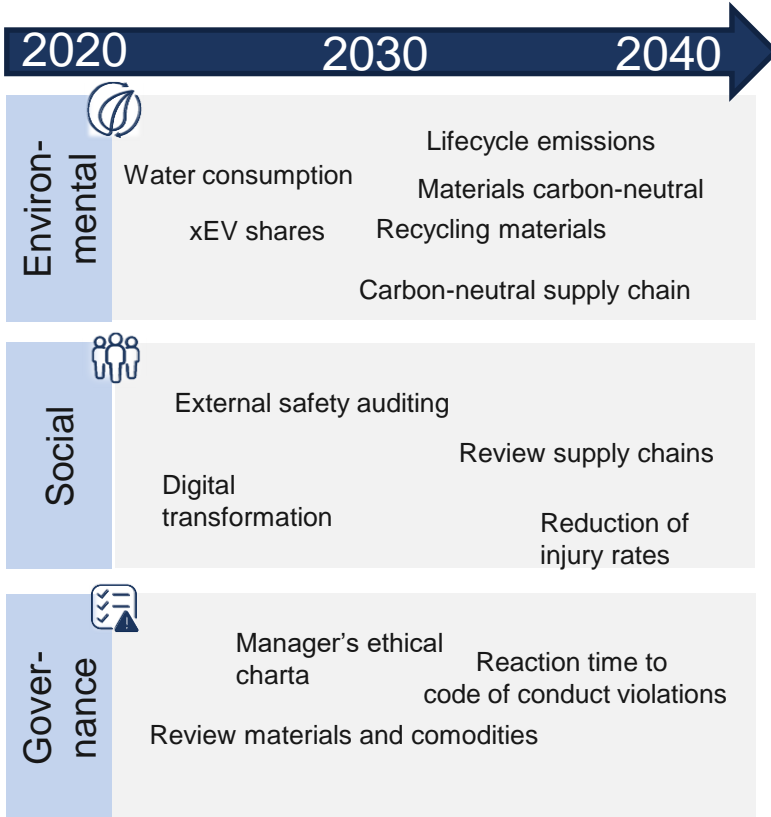 2020 2030 2040
Environ-
mental
Lifecycle emissions
Water consumption
Materials carbon-neutral
xEV shares
Recycling materials
Carbon-neutral supply chain
Social
External safety auditing
Review supply chains
Digital
transformation
Reduction of
injury rates
Gover-
nance
Manager’s ethical
charta
Reaction time to
code of conduct violations
Review materials and comodities